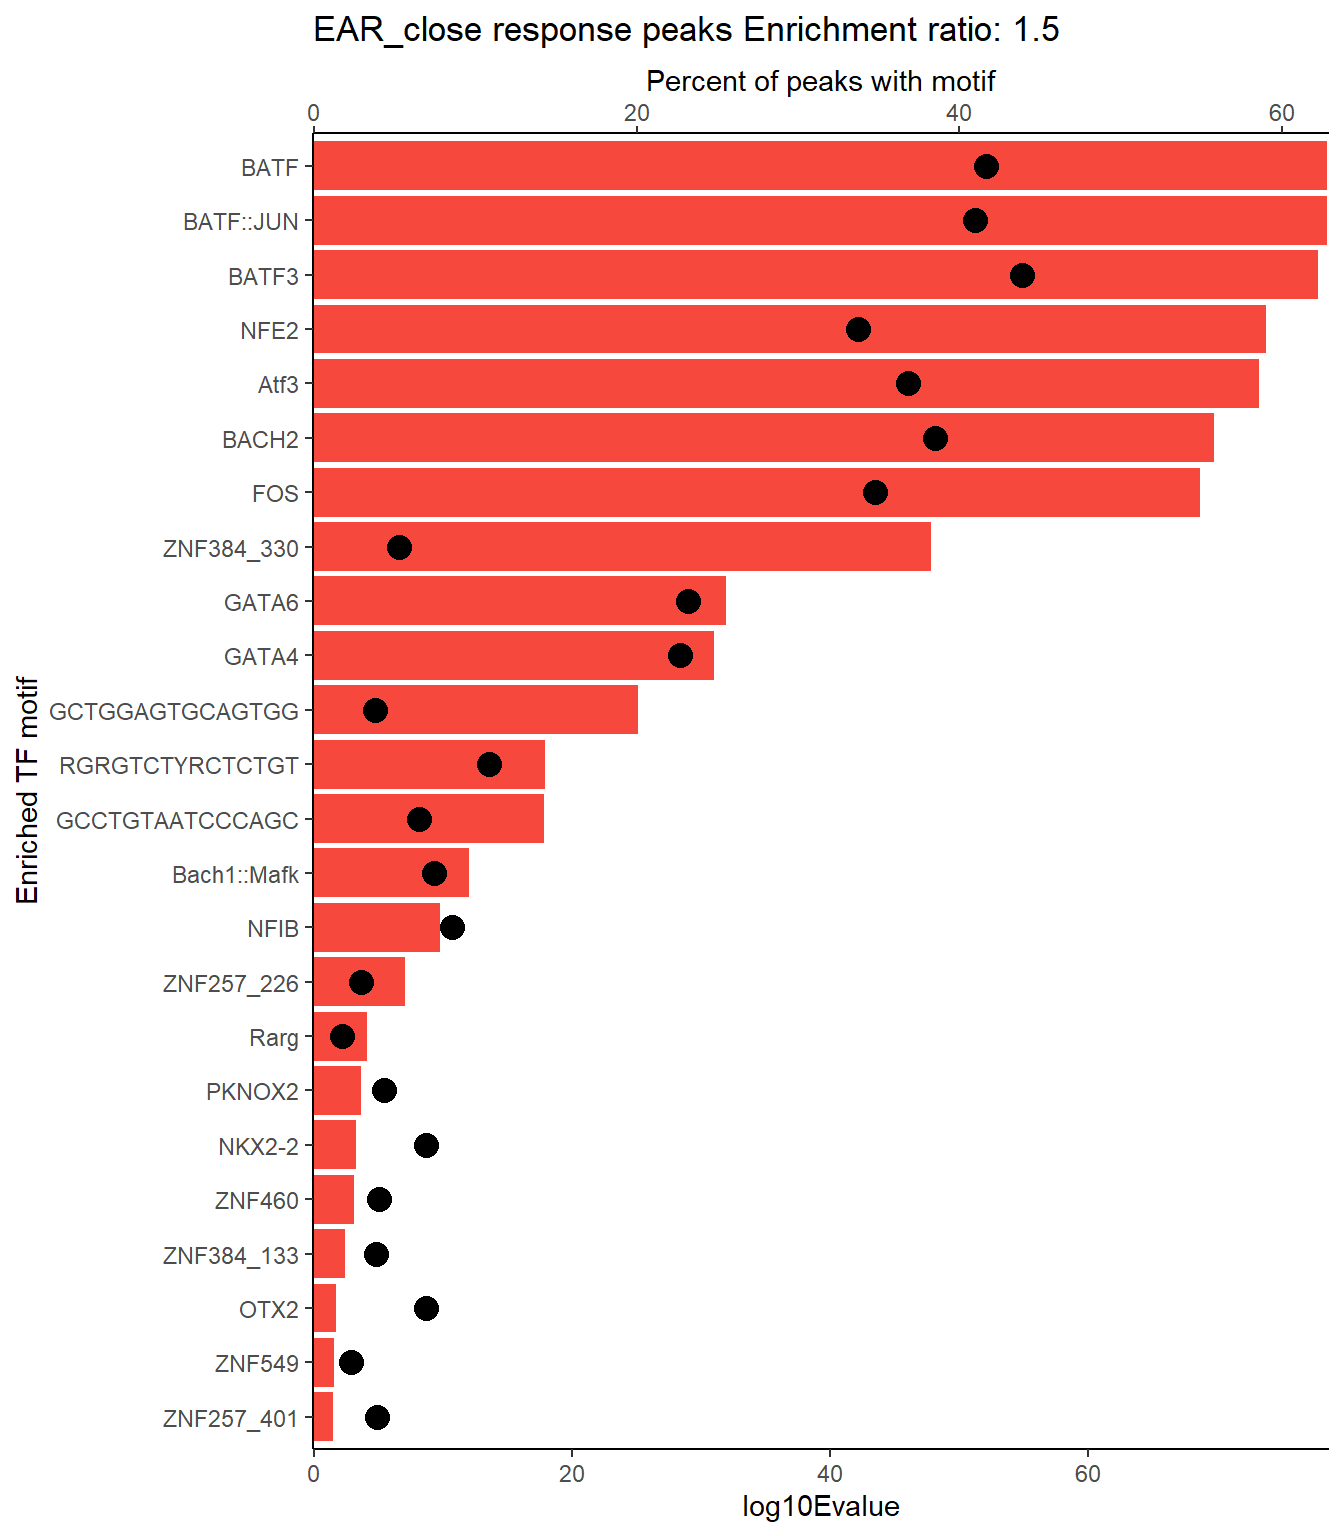 EAR_close response peaks Enrichment ratio: 1.5
Percent of peaks with motif
0 20 40 60
BATF
BATF::JUN
BATF3
NFE2
Atf3
BACH2
FOS
ZNF384_330
GATA6
GATA4
GCTGGAGTGCAGTGG
RGRGTCTYRCTCTGT
GCCTGTAATCCCAGC
Bach1::Mafk
NFIB
ZNF257_226
Rarg
PKNOX2
NKX2-2
ZNF460
ZNF384_133
OTX2
ZNF549
ZNF257_401
Enriched TF motif
0 20 40 60
log10Evalue